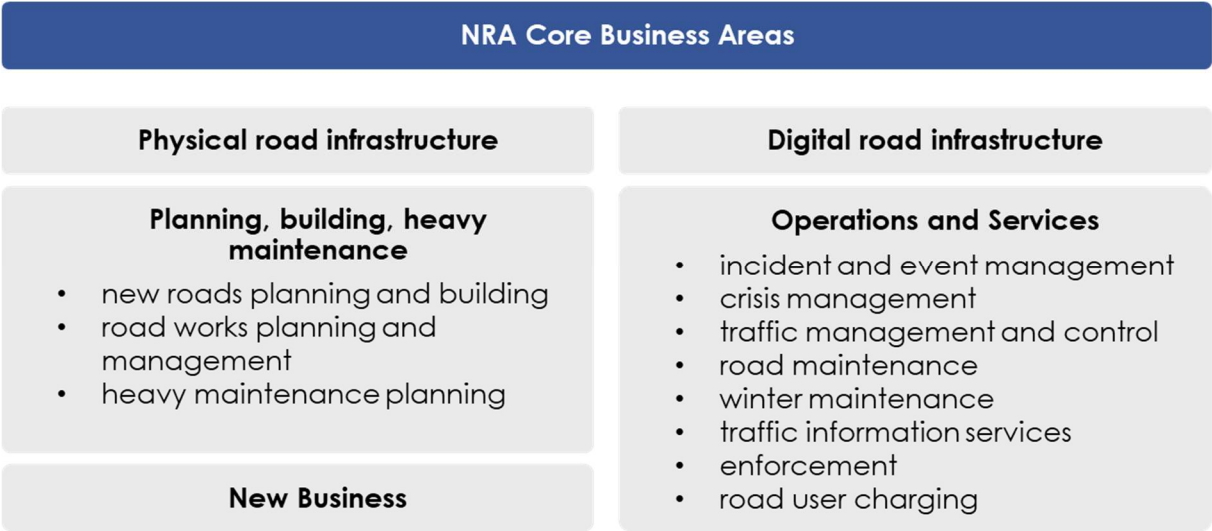 NRA Core Business Areas
Physical road infrastructure
Planning, building, heavy
maintenance
• new roads planning and building
• road works planning and
management
• heavy maintenance planning
New Business
Digital road infrastructure
Operations and Services
• incident and event management
• crisis management
• traffic management and control
• road maintenance
• winter maintenance
• traffic information services
• enforcement
• road user charging